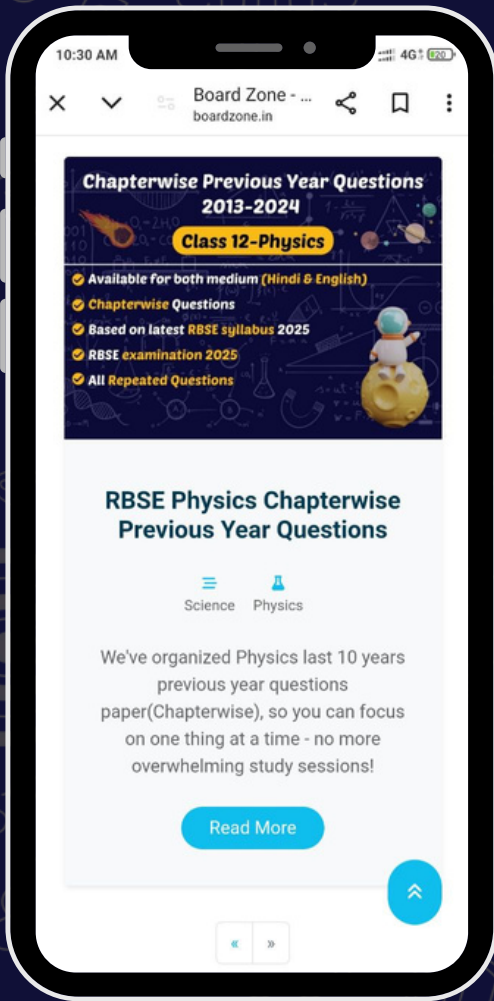 10:30 AM
4G
20
Board Zone - ...
boardzone.in
Chapterwise Previous Year Questions
2013-2024
Class 12-Physics
Available for both medium (Hindi & English)
Chapterwise Questions
Based on latest RBSE syllabus 2025
RBSE examination 2025
All Repeated Questions
RBSE Physics Chapterwise
Previous Year Questions
Science Physics
We've organized Physics last 10 years
previous year questions
paper(Chapterwise), so you can focus
on one thing at a time - no more
overwhelming study sessions!
Read More
« »